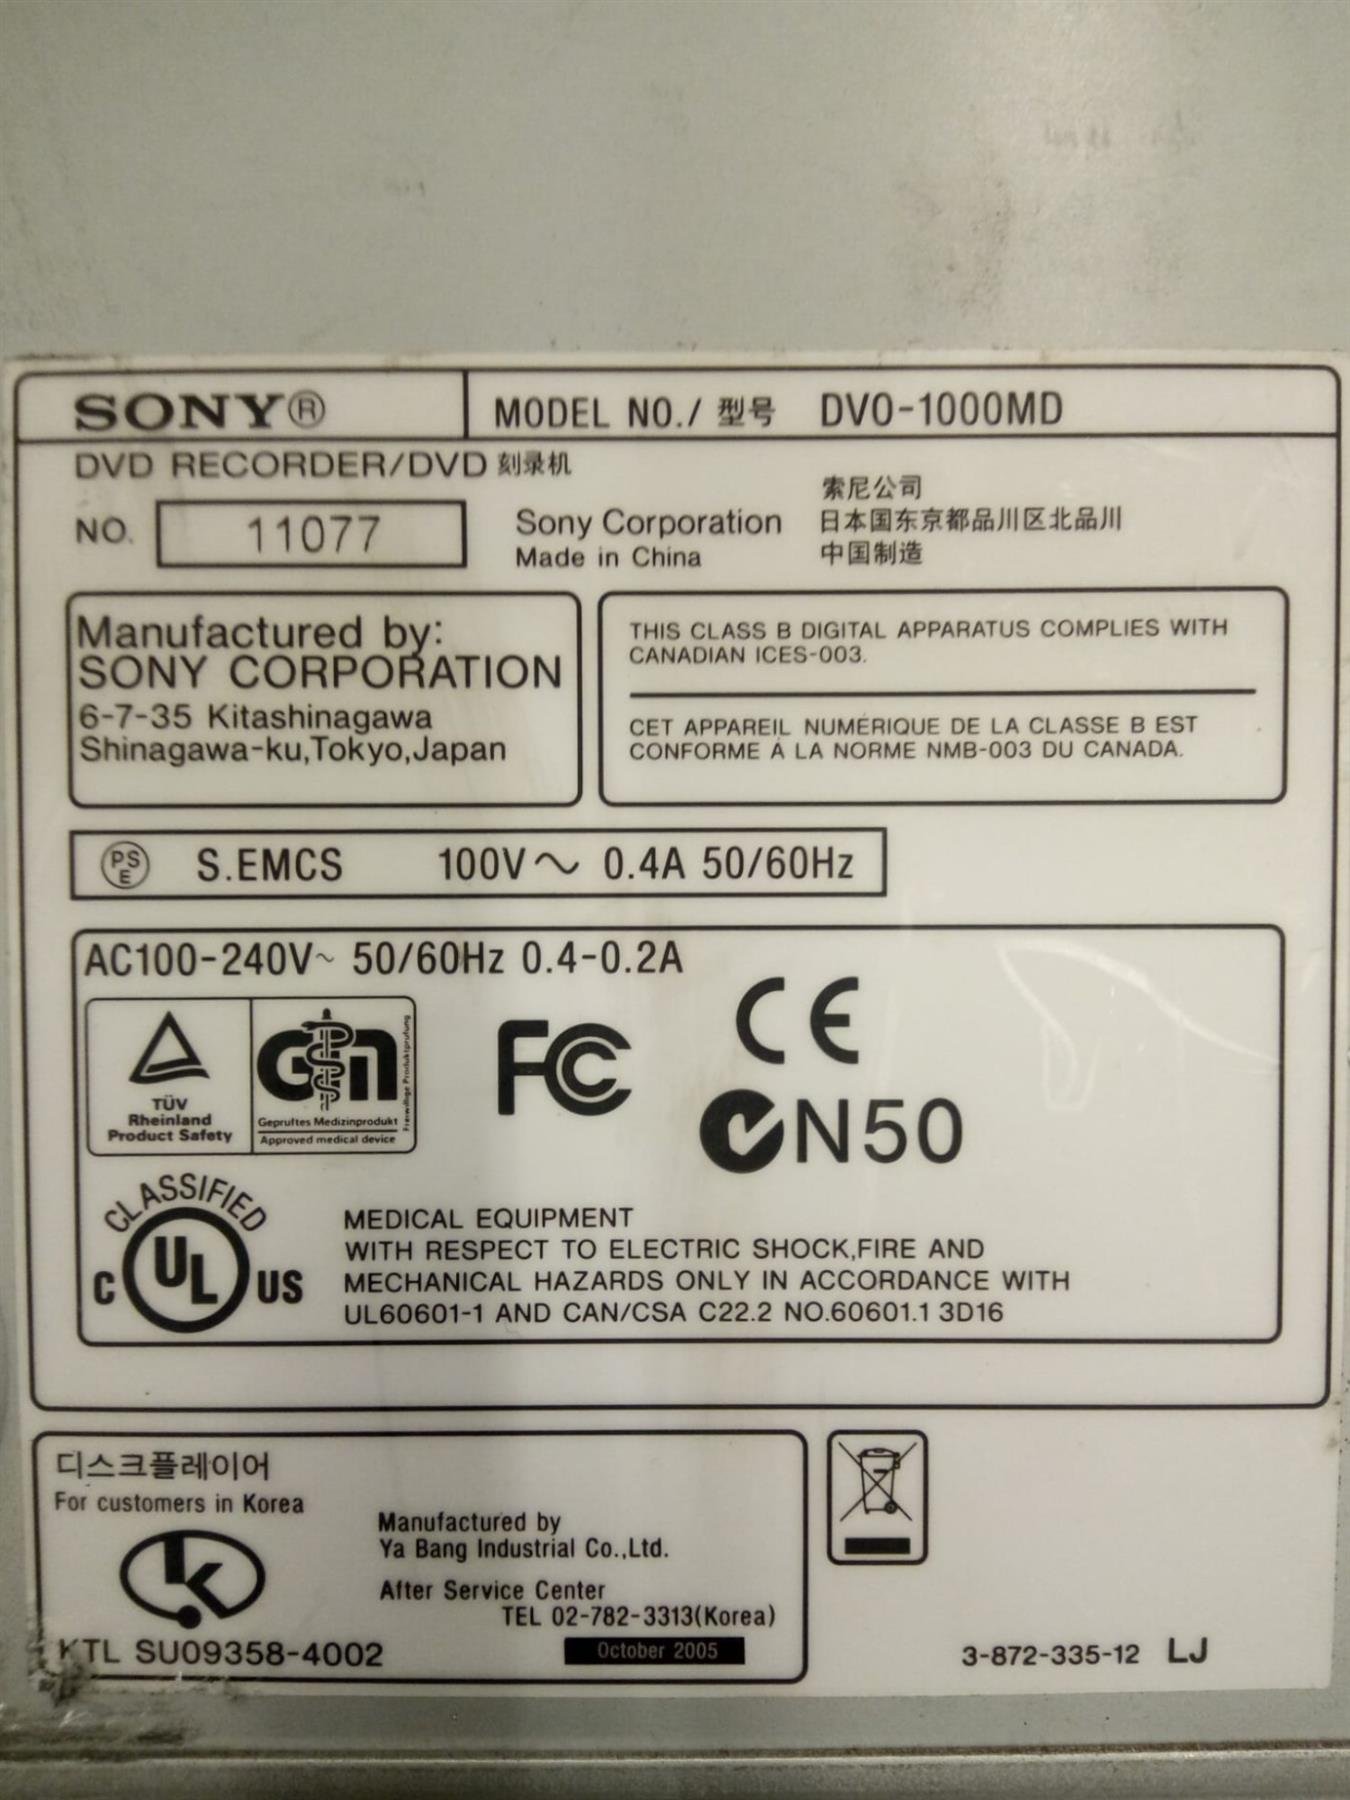 SONY®
MODEL NO./ 型号 DVO-1000MD
DVD RECORDER/DVD 刻录机
NO. 11077
Sony Corporation
Made in China
索尼公司
日本国东京都品川区北品川
中国制造
Manufactured by:
SONY CORPORATION
6-7-35 Kitashinagawa
Shinagawa-ku,Tokyo,Japan
THIS CLASS B DIGITAL APPARATUS COMPLIES WITH
CANADIAN ICES-003.
CET APPAREIL NUMÉRIQUE DE LA CLASSE B EST
CONFORME À LA NORME NMB-003 DU CANADA.
PS
E
S.EMCS 100V～ 0.4A 50/60Hz
AC100-240V~ 50/60Hz 0.4-0.2A
TÜV
Rheinland
Product Safety
Gm
Geprüftes Medizinprodukt
Approved medical device
Freiwillige Produktprüfung
FC
CE
N50
CLASSIFIED
C UL US
MEDICAL EQUIPMENT
WITH RESPECT TO ELECTRIC SHOCK,FIRE AND
MECHANICAL HAZARDS ONLY IN ACCORDANCE WITH
UL60601-1 AND CAN/CSA C22.2 NO.60601.1 3D16
디스크플레이어
For customers in Korea
K
KTL SU09358-4002
Manufactured by
Ya Bang Industrial Co.,Ltd.
After Service Center
TEL 02-782-3313(Korea)
October 2005
3-872-335-12 LJ